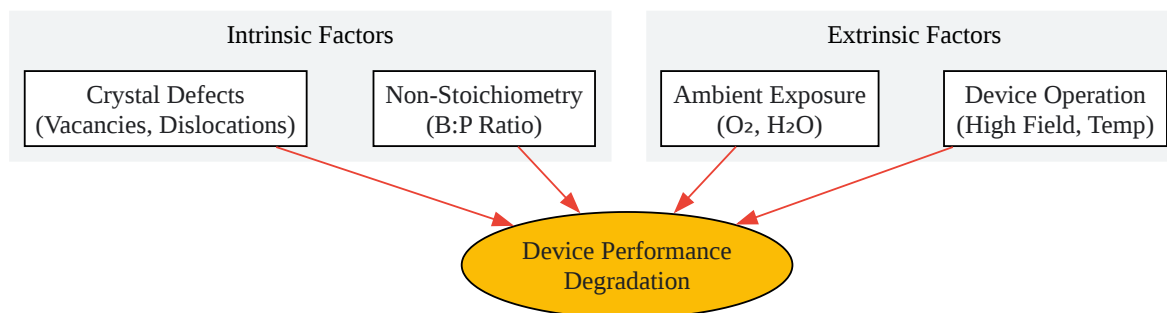 Intrinsic Factors
Extrinsic Factors
Crystal Defects
(Vacancies, Dislocations)
Non-Stoichiometry
(B:P Ratio)
Ambient Exposure
(O₂, H₂O)
Device Operation
(High Field, Temp)
Device Performance
Degradation